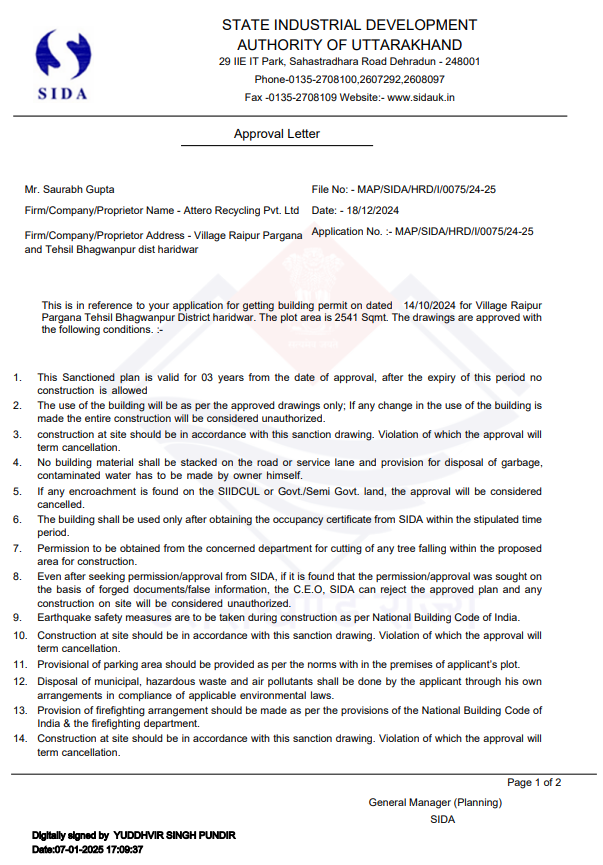 STATE INDUSTRIAL DEVELOPMENT
AUTHORITY OF UTTARAKHAND
29 IIE IT Park, Sahastradhara Road Dehradun - 248001
Phone-0135-2708100,2607292,2608097
Fax -0135-2708109 Website:- www.sidauk.in
SIDA
Approval Letter
Mr. Saurabh Gupta
File No: - MAP/SIDA/HRD/I/0075/24-25
Firm/Company/Proprietor Name - Attero Recycling Pvt. Ltd
Date: - 18/12/2024
Firm/Company/Proprietor Address - Village Raipur Pargana
and Tehsil Bhagwanpur dist haridwar
Application No. :- MAP/SIDA/HRD/I/0075/24-25
This is in reference to your application for getting building permit on dated 14/10/2024 for Village Raipur
Pargana Tehsil Bhagwanpur District haridwar. The plot area is 2541 Sqmt. The drawings are approved with
the following conditions. :-
1. This Sanctioned plan is valid for 03 years from the date of approval, after the expiry of this period no
construction is allowed
2. The use of the building will be as per the approved drawings only; If any change in the use of the building is
made the entire construction will be considered unauthorized.
3. construction at site should be in accordance with this sanction drawing. Violation of which the approval will
term cancellation.
4. No building material shall be stacked on the road or service lane and provision for disposal of garbage,
contaminated water has to be made by owner himself.
5. If any encroachment is found on the SIIDCUL or Govt./Semi Govt. land, the approval will be considered
cancelled.
6. The building shall be used only after obtaining the occupancy certificate from SIDA within the stipulated time
period.
7. Permission to be obtained from the concerned department for cutting of any tree falling within the proposed
area for construction.
8. Even after seeking permission/approval from SIDA, if it is found that the permission/approval was sought on
the basis of forged documents/false information, the C.E.O, SIDA can reject the approved plan and any
construction on site will be considered unauthorized.
9. Earthquake safety measures are to be taken during construction as per National Building Code of India.
10. Construction at site should be in accordance with this sanction drawing. Violation of which the approval will
term cancellation.
11. Provisional of parking area should be provided as per the norms with in the premises of applicant's plot.
12. Disposal of municipal, hazardous waste and air pollutants shall be done by the applicant through his own
arrangements in compliance of applicable environmental laws.
13. Provision of firefighting arrangement should be made as per the provisions of the National Building Code of
India & the firefighting department.
14. Construction at site should be in accordance with this sanction drawing. Violation of which the approval will
term cancellation.
Page 1 of 2
General Manager (Planning)
SIDA
Digitally signed by YUDDHVIR SINGH PUNDIR
Date:07-01-2025 17:09:37